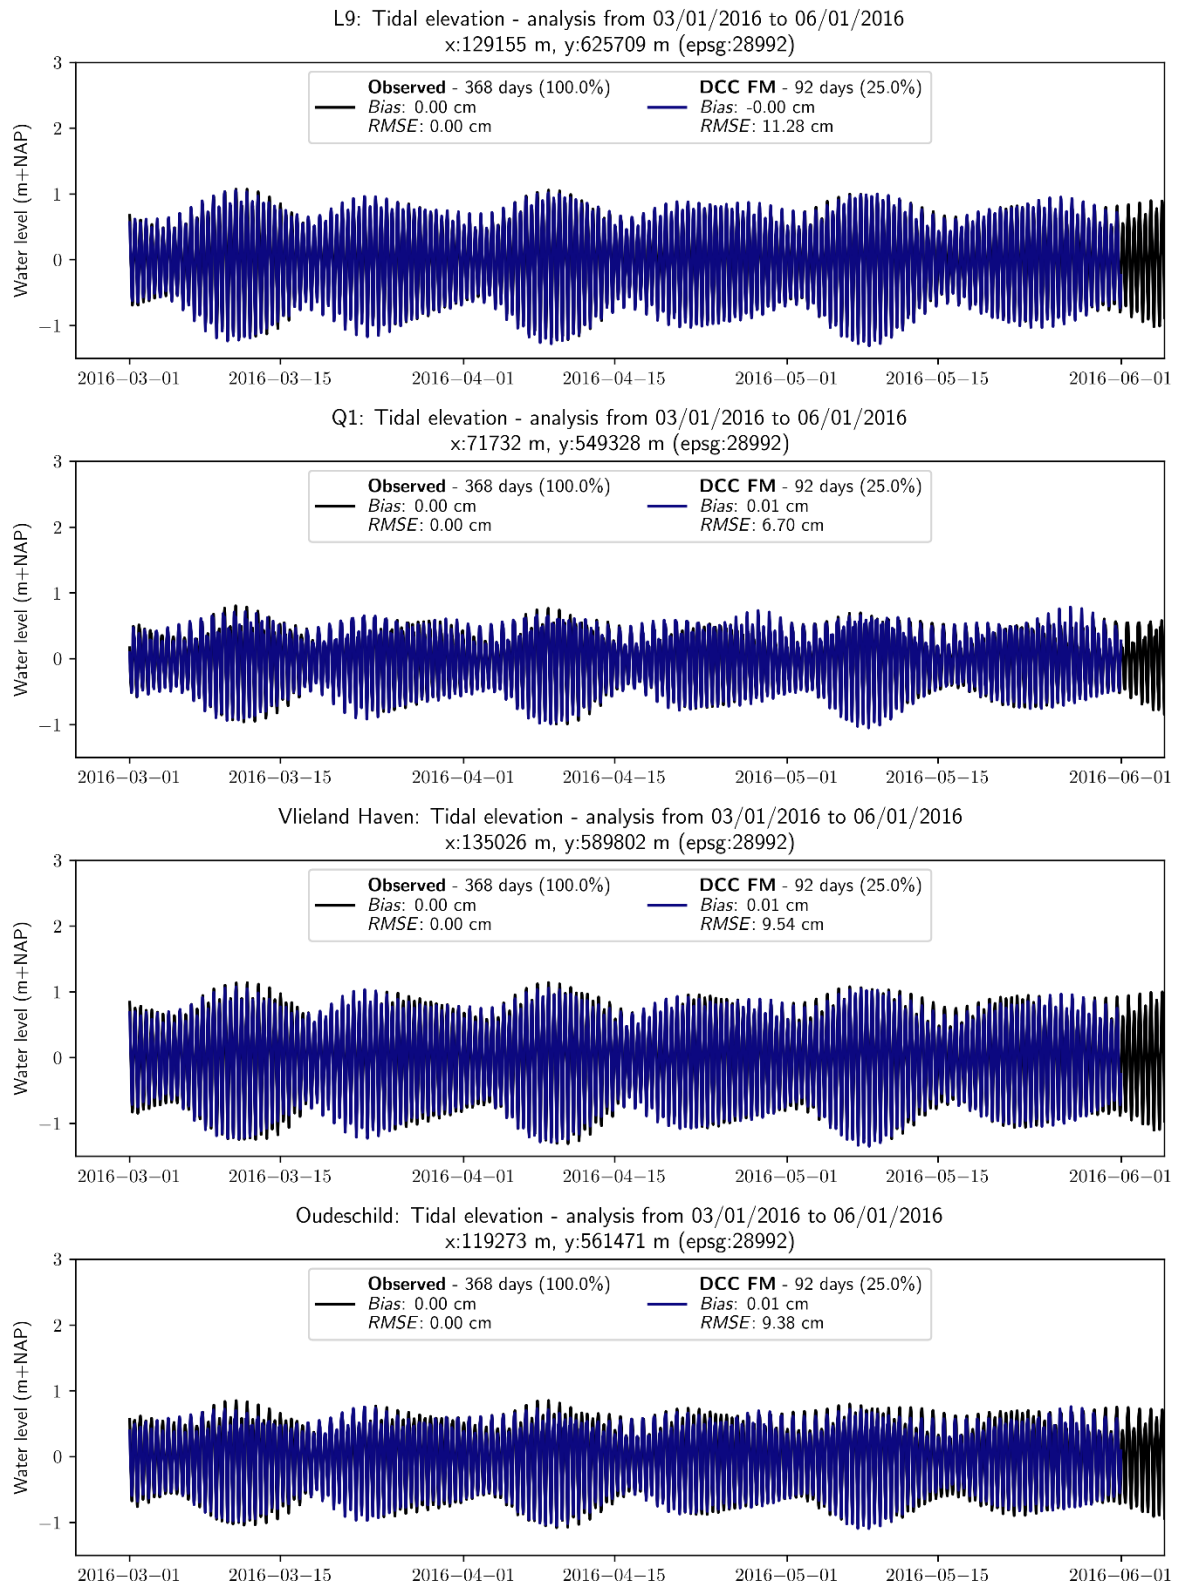 L9: Tidal elevation - analysis from 03/01/2016 to 06/01/2016
x:129155 m, y:625709 m (epsg:28992)
Observed - 368 days (100.0%)
Bias: 0.00 cm
RMSE: 0.00 cm
DCC FM - 92 days (25.0%)
Bias: -0.00 cm
RMSE: 11.28 cm
Water level (m+NAP)
3
2
1
0
−1
2016−03−01 2016−03−15 2016−04−01 2016−04−15 2016−05−01 2016−05−15 2016−06−01
Q1: Tidal elevation - analysis from 03/01/2016 to 06/01/2016
x:71732 m, y:549328 m (epsg:28992)
Observed - 368 days (100.0%)
Bias: 0.00 cm
RMSE: 0.00 cm
DCC FM - 92 days (25.0%)
Bias: 0.01 cm
RMSE: 6.70 cm
Water level (m+NAP)
3
2
1
0
−1
2016−03−01 2016−03−15 2016−04−01 2016−04−15 2016−05−01 2016−05−15 2016−06−01
Vlieland Haven: Tidal elevation - analysis from 03/01/2016 to 06/01/2016
x:135026 m, y:589802 m (epsg:28992)
Observed - 368 days (100.0%)
Bias: 0.00 cm
RMSE: 0.00 cm
DCC FM - 92 days (25.0%)
Bias: 0.01 cm
RMSE: 9.54 cm
Water level (m+NAP)
3
2
1
0
−1
2016−03−01 2016−03−15 2016−04−01 2016−04−15 2016−05−01 2016−05−15 2016−06−01
Oudeschild: Tidal elevation - analysis from 03/01/2016 to 06/01/2016
x:119273 m, y:561471 m (epsg:28992)
Observed - 368 days (100.0%)
Bias: 0.00 cm
RMSE: 0.00 cm
DCC FM - 92 days (25.0%)
Bias: 0.01 cm
RMSE: 9.38 cm
Water level (m+NAP)
3
2
1
0
−1
2016−03−01 2016−03−15 2016−04−01 2016−04−15 2016−05−01 2016−05−15 2016−06−01